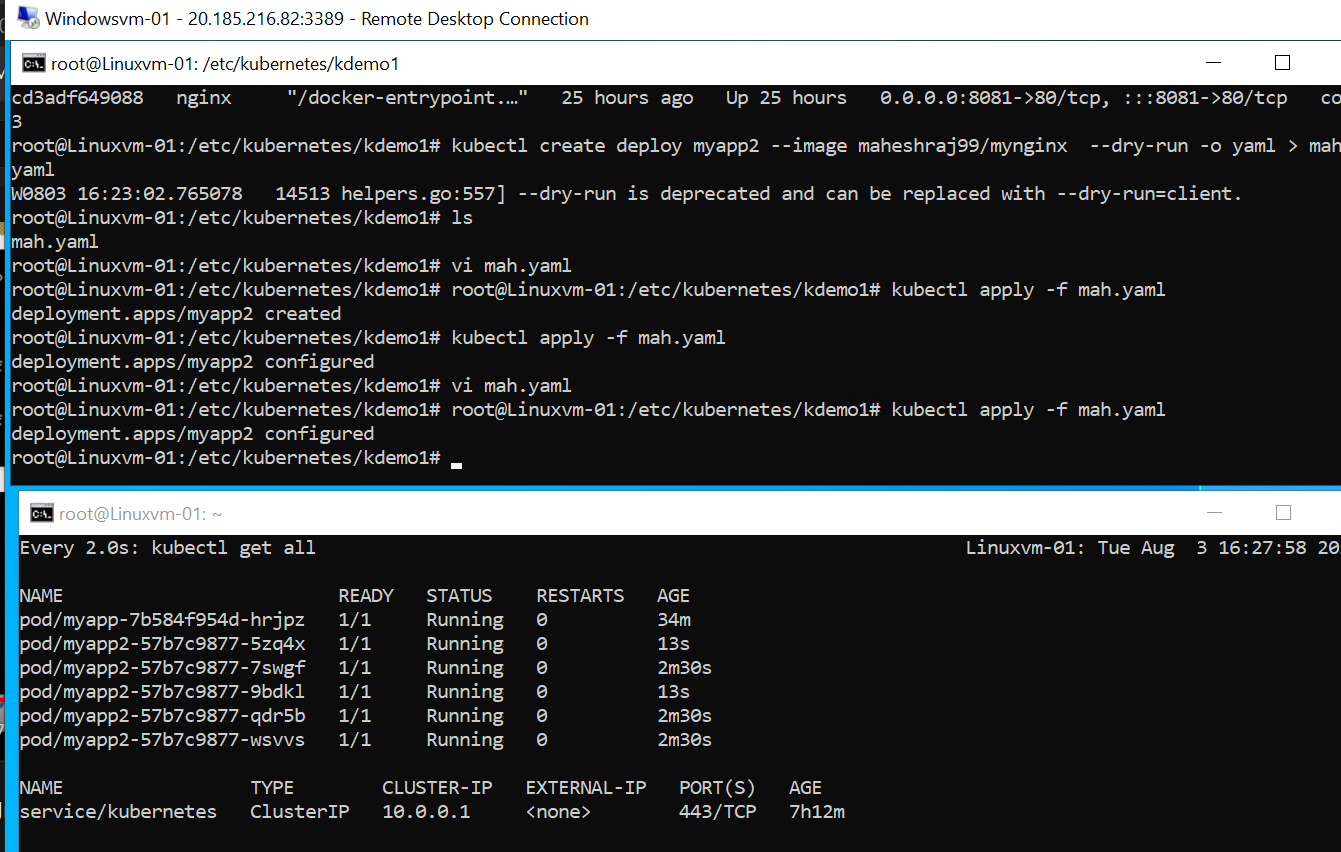 Windowsvm-01 - 20.185.216.82:3389 - Remote Desktop Connection
root@Linuxvm-01: /etc/kubernetes/kdemo1
cd3adf649088   nginx     "/docker-entrypoint.…"   25 hours ago   Up 25 hours   0.0.0.0:8081->80/tcp, :::8081->80/tcp   co
3
root@Linuxvm-01:/etc/kubernetes/kdemo1# kubectl create deploy myapp2 --image maheshraj99/mynginx  --dry-run -o yaml > mah
yaml
W0803 16:23:02.765078   14513 helpers.go:557] --dry-run is deprecated and can be replaced with --dry-run=client.
root@Linuxvm-01:/etc/kubernetes/kdemo1# ls
mah.yaml
root@Linuxvm-01:/etc/kubernetes/kdemo1# vi mah.yaml
root@Linuxvm-01:/etc/kubernetes/kdemo1# root@Linuxvm-01:/etc/kubernetes/kdemo1# kubectl apply -f mah.yaml
deployment.apps/myapp2 created
root@Linuxvm-01:/etc/kubernetes/kdemo1# kubectl apply -f mah.yaml
deployment.apps/myapp2 configured
root@Linuxvm-01:/etc/kubernetes/kdemo1# vi mah.yaml
root@Linuxvm-01:/etc/kubernetes/kdemo1# root@Linuxvm-01:/etc/kubernetes/kdemo1# kubectl apply -f mah.yaml
deployment.apps/myapp2 configured
root@Linuxvm-01:/etc/kubernetes/kdemo1#
root@Linuxvm-01: ~
Every 2.0s: kubectl get all                                                           Linuxvm-01: Tue Aug  3 16:27:58 20
NAME                         READY   STATUS    RESTARTS   AGE
pod/myapp-7b584f954d-hrjpz   1/1     Running   0          34m
pod/myapp2-57b7c9877-5zq4x   1/1     Running   0          13s
pod/myapp2-57b7c9877-7swgf   1/1     Running   0          2m30s
pod/myapp2-57b7c9877-9bdkl   1/1     Running   0          13s
pod/myapp2-57b7c9877-qdr5b   1/1     Running   0          2m30s
pod/myapp2-57b7c9877-wsvvs   1/1     Running   0          2m30s
NAME                 TYPE        CLUSTER-IP   EXTERNAL-IP   PORT(S)   AGE
service/kubernetes   ClusterIP   10.0.0.1     <none>        443/TCP   7h12m